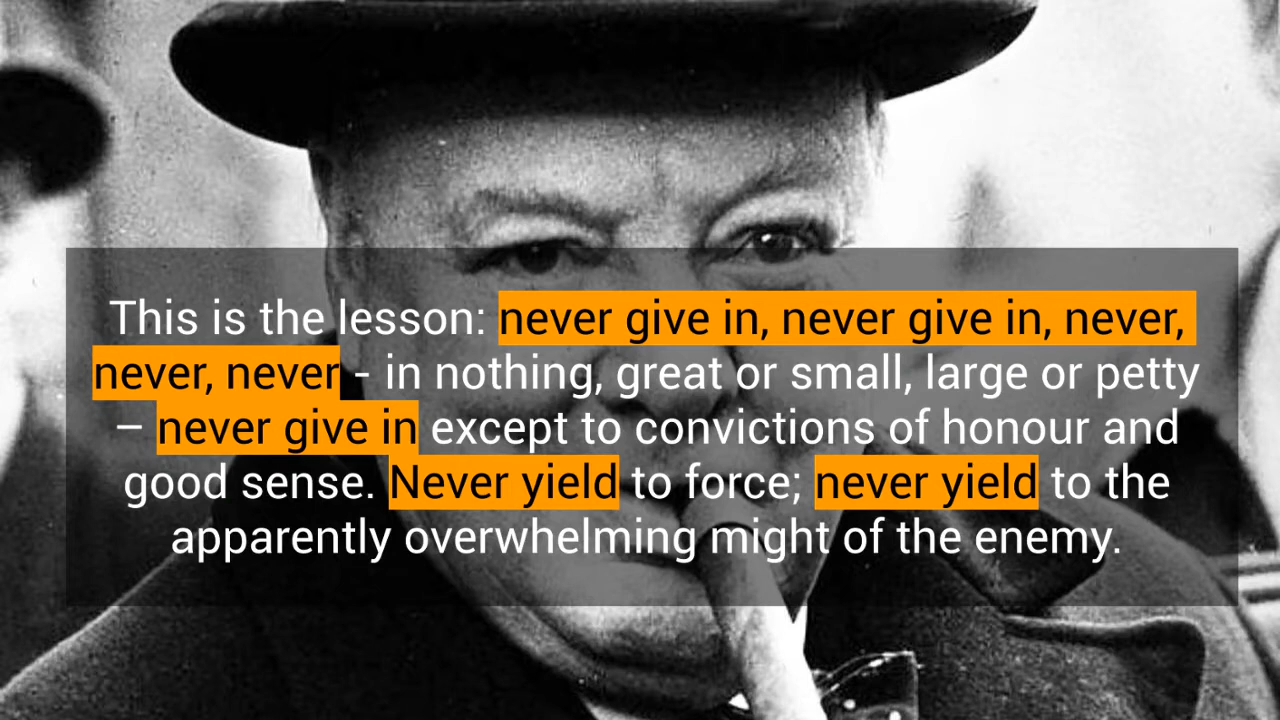 This is the lesson: never give in, never give in, never,
never, never - in nothing, great or small, large or petty
– never give in except to convictions of honour and
good sense. Never yield to force; never yield to the
apparently overwhelming might of the enemy.